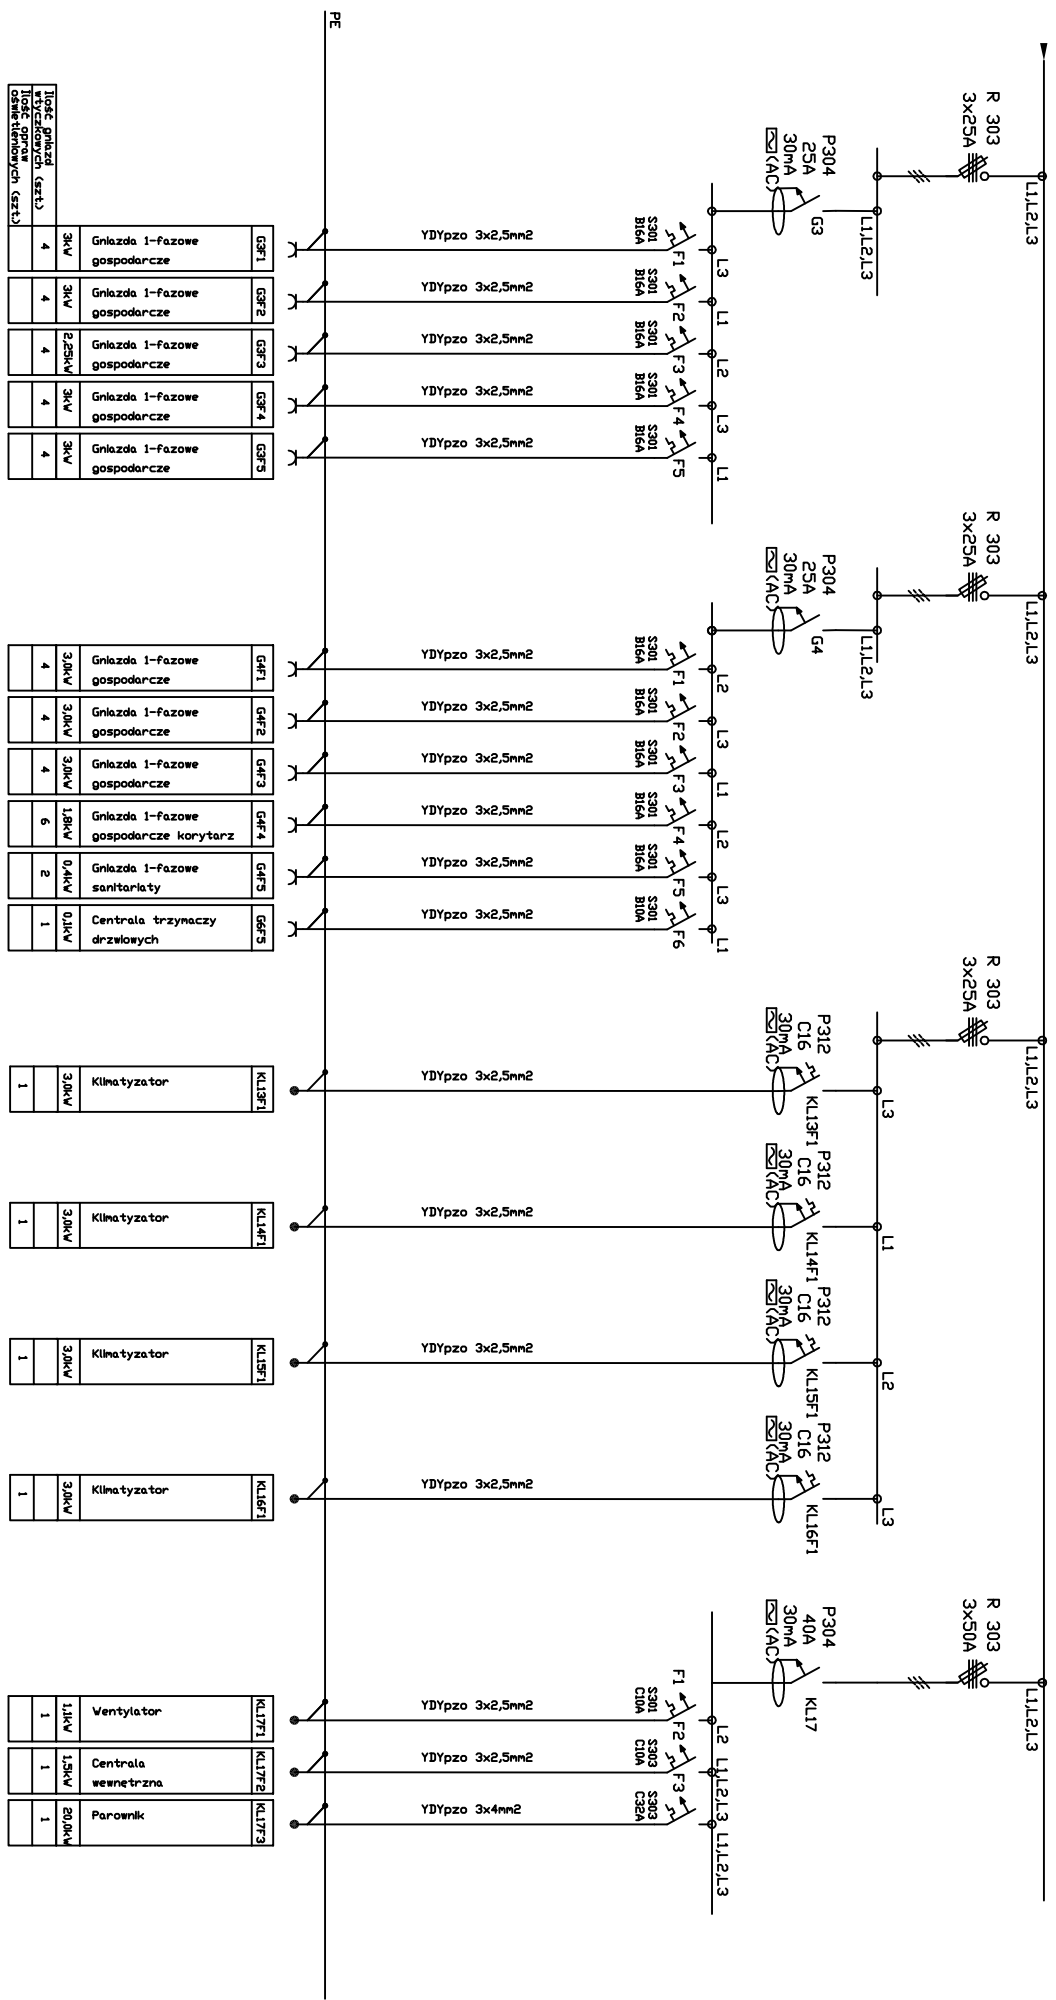 PE
R 303
3x25A
L1,L2,L3
P304
25A
30mA
(AC)
G3
L1,L2,L3
Ilość gniazd
wtyczkowych (szt.)
Ilość opraw
oświetleniowych (szt.)
S301
B16A
F1
L3
YDYpzo 3x2,5mm2
G3F1
Gniazda 1-fazowe
gospodarcze
3kW
4
S301
B16A
F2
L1
YDYpzo 3x2,5mm2
G3F2
Gniazda 1-fazowe
gospodarcze
3kW
4
S301
B16A
F3
L2
YDYpzo 3x2,5mm2
G3F3
Gniazda 1-fazowe
gospodarcze
2,25kW
4
S301
B16A
F4
L3
YDYpzo 3x2,5mm2
G3F4
Gniazda 1-fazowe
gospodarcze
3kW
4
S301
B16A
F5
L1
YDYpzo 3x2,5mm2
G3F5
Gniazda 1-fazowe
gospodarcze
3kW
4
R 303
3x25A
L1,L2,L3
P304
25A
30mA
(AC)
G4
L1,L2,L3
S301
B16A
F1
L2
YDYpzo 3x2,5mm2
G4F1
Gniazda 1-fazowe
gospodarcze
3,0kW
4
S301
B16A
F2
L3
YDYpzo 3x2,5mm2
G4F2
Gniazda 1-fazowe
gospodarcze
3,0kW
4
S301
B16A
F3
L1
YDYpzo 3x2,5mm2
G4F3
Gniazda 1-fazowe
gospodarcze
3,0kW
4
S301
B16A
F4
L2
YDYpzo 3x2,5mm2
G4F4
Gniazda 1-fazowe
gospodarcze korytarz
1,8kW
6
S301
B16A
F5
L3
YDYpzo 3x2,5mm2
G4F5
Gniazda 1-fazowe
sanitariaty
0,4kW
2
S301
B10A
F6
L1
YDYpzo 3x2,5mm2
G6F5
Centrala trzymaczy
drzwiowych
0,1kW
1
R 303
3x25A
L1,L2,L3
P312
C16
30mA
(AC)
KL13F1
L3
YDYpzo 3x2,5mm2
KL13F1
Klimatyzator
3,0kW
1
P312
C16
30mA
(AC)
KL14F1
L1
YDYpzo 3x2,5mm2
KL14F1
Klimatyzator
3,0kW
1
P312
C16
30mA
(AC)
KL15F1
L2
YDYpzo 3x2,5mm2
KL15F1
Klimatyzator
3,0kW
1
P312
C16
30mA
(AC)
KL16F1
L3
YDYpzo 3x2,5mm2
KL16F1
Klimatyzator
3,0kW
1
R 303
3x50A
L1,L2,L3
P304
40A
30mA
(AC)
KL17
F1
S301
C10A
L2
YDYpzo 3x2,5mm2
KL17F1
Wentylator
1,1kW
1
F2
S303
C10A
L1,L2,L3
YDYpzo 3x2,5mm2
KL17F2
Centrala
wewnętrzna
1,5kW
1
F3
S303
C32A
L1,L2,L3
YDYpzo 3x4mm2
KL17F3
Parownik
20,0kW
1